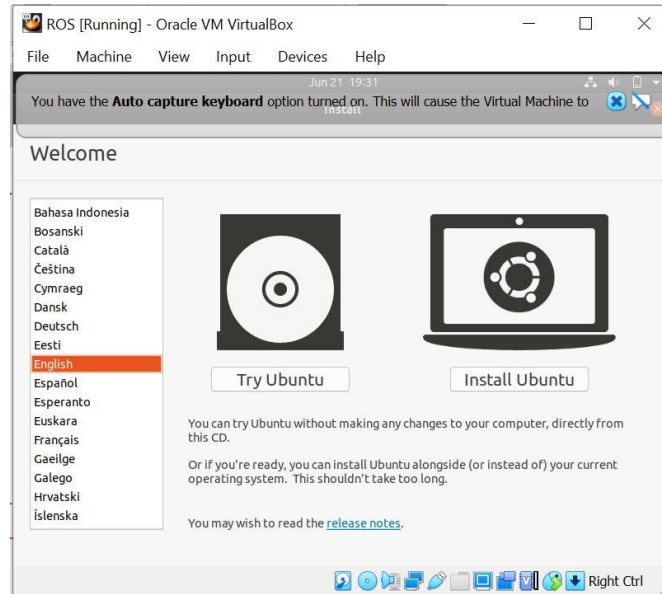 ROS [Running] - Oracle VM VirtualBox
File Machine View Input Devices Help
Jun 21 19:31
You have the Auto capture keyboard option turned on. This will cause the Virtual Machine to
Install
Welcome
Bahasa Indonesia
Bosanski
Català
Čeština
Cymraeg
Dansk
Deutsch
Eesti
English
Español
Esperanto
Euskara
Français
Gaeilge
Galego
Hrvatski
Íslenska
Try Ubuntu
Install Ubuntu
You can try Ubuntu without making any changes to your computer, directly from
this CD.
Or if you're ready, you can install Ubuntu alongside (or instead of) your current
operating system. This shouldn't take too long.
You may wish to read the release notes.
Right Ctrl